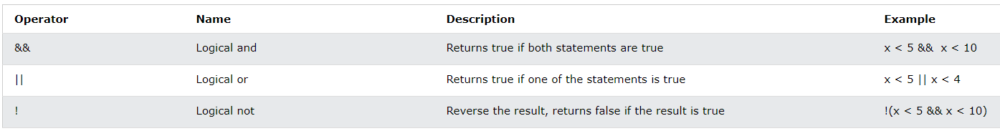 Operator Name Description Example
&& Logical and Returns true if both statements are true x < 5 &&  x < 10
|| Logical or Returns true if one of the statements is true x < 5 || x < 4
! Logical not Reverse the result, returns false if the result is true !(x < 5 && x < 10)